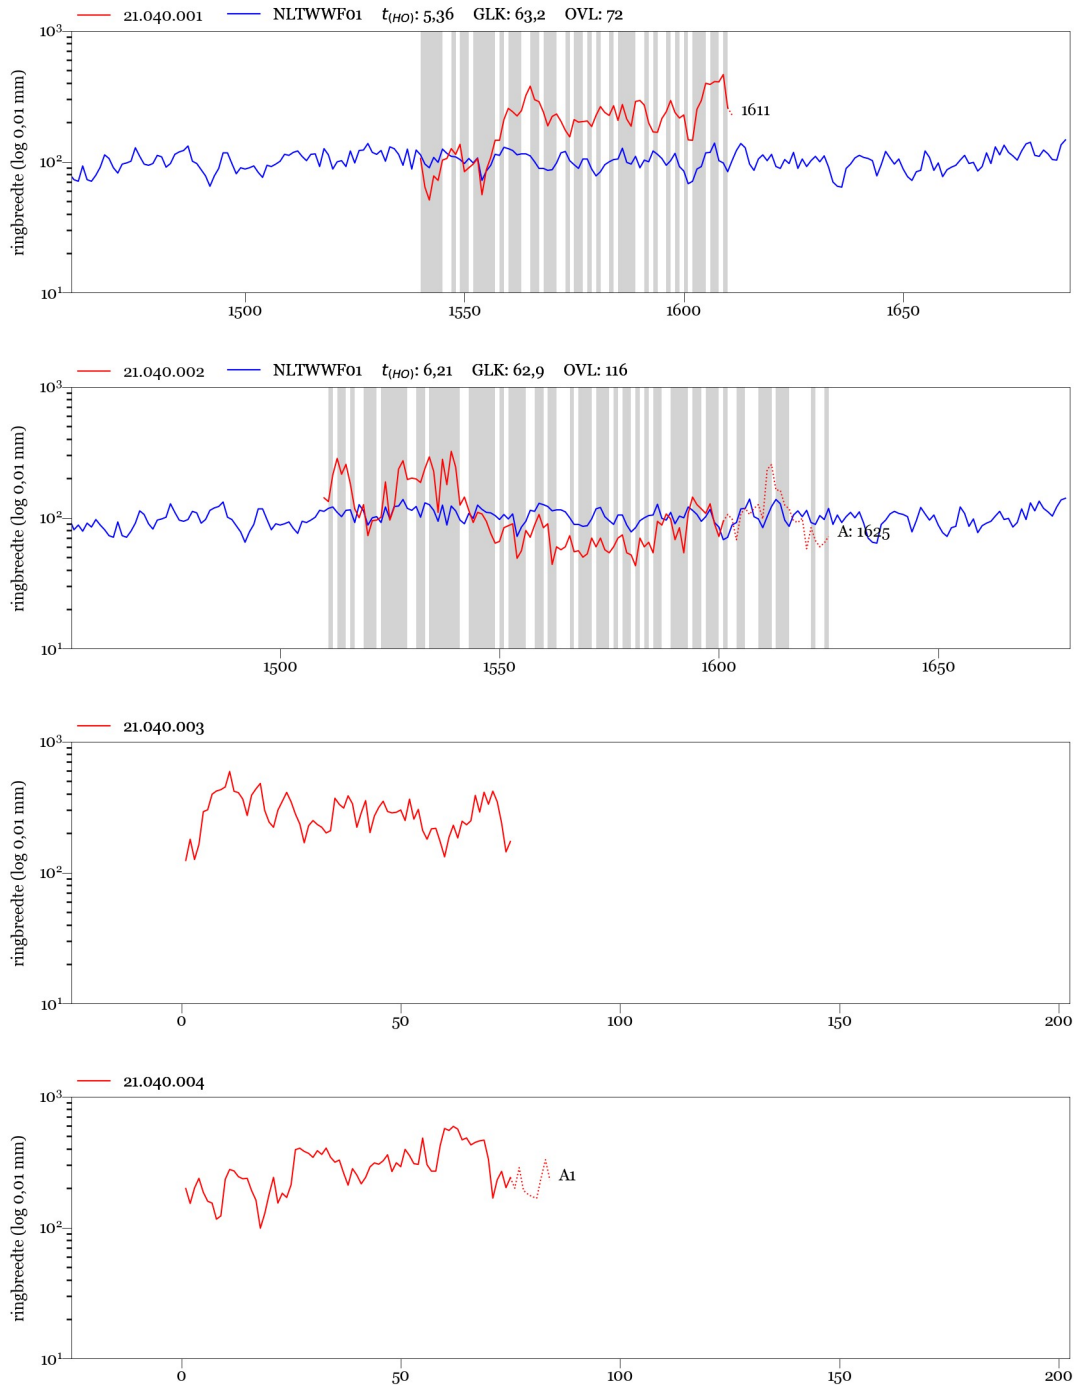 21.040.001 NLTWWF01 t(HO): 5,36 GLK: 63,2 OVL: 72
10³
ringbreedte (log 0,01 mm)
1611
10²
10¹
1500 1550 1600 1650
21.040.002 NLTWWF01 t(HO): 6,21 GLK: 62,9 OVL: 116
10³
ringbreedte (log 0,01 mm)
10²
A: 1625
10¹
1500 1550 1600 1650
21.040.003
10³
ringbreedte (log 0,01 mm)
10²
10¹
0 50 100 150 200
21.040.004
10³
ringbreedte (log 0,01 mm)
A1
10²
10¹
0 50 100 150 200